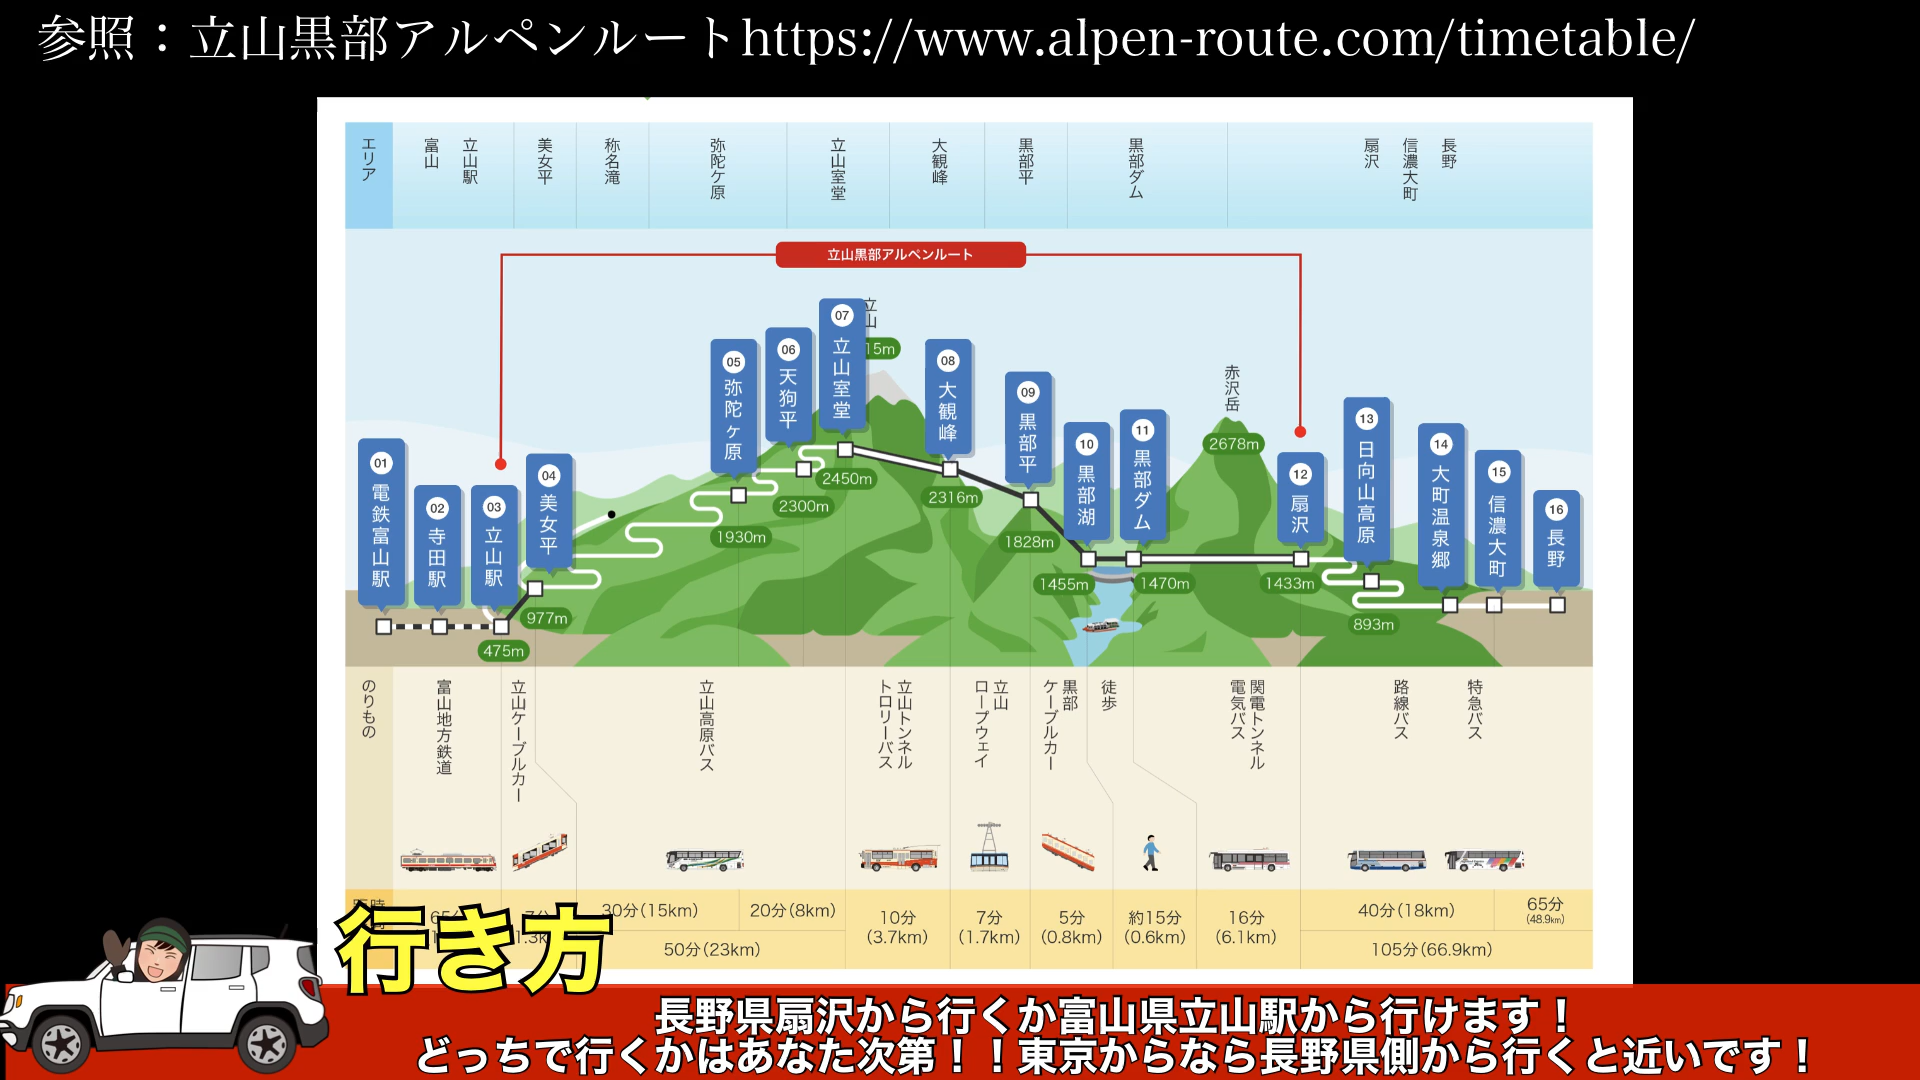 参照：立山黒部アルペンルートhttps://www.alpen-route.com/timetable/
エリア
富山
立山駅
美女平
称名滝
弥陀ケ原
立山室堂
大観峰
黒部平
黒部ダム
扇沢
信濃大町
長野
立山黒部アルペンルート
立山
15m
赤沢岳
2678m
01 電鉄富山駅
02 寺田駅
03 立山駅
04 美女平
05 弥陀ヶ原
06 天狗平
07 立山室堂
08 大観峰
09 黒部平
10 黒部湖
11 黒部ダム
12 扇沢
13 日向山高原
14 大町温泉郷
15 信濃大町
16 長野
475m
977m
1930m
2300m
2450m
2316m
1828m
1455m
1470m
1433m
893m
のりもの
富山地方鉄道
立山ケーブルカー
立山高原バス
立山トンネル
トロリーバス
立山
ロープウェイ
黒部
ケーブルカー
徒歩
関電トンネル
電気バス
路線バス
特急バス
30分(15km)
20分(8km)
50分(23km)
10分
(3.7km)
7分
(1.7km)
5分
(0.8km)
約15分
(0.6km)
16分
(6.1km)
40分(18km)
65分
(48.9km)
105分(66.9km)
行き方
長野県扇沢から行くか富山県立山駅から行けます！
どっちで行くかはあなた次第！！東京からなら長野県側から行くと近いです！